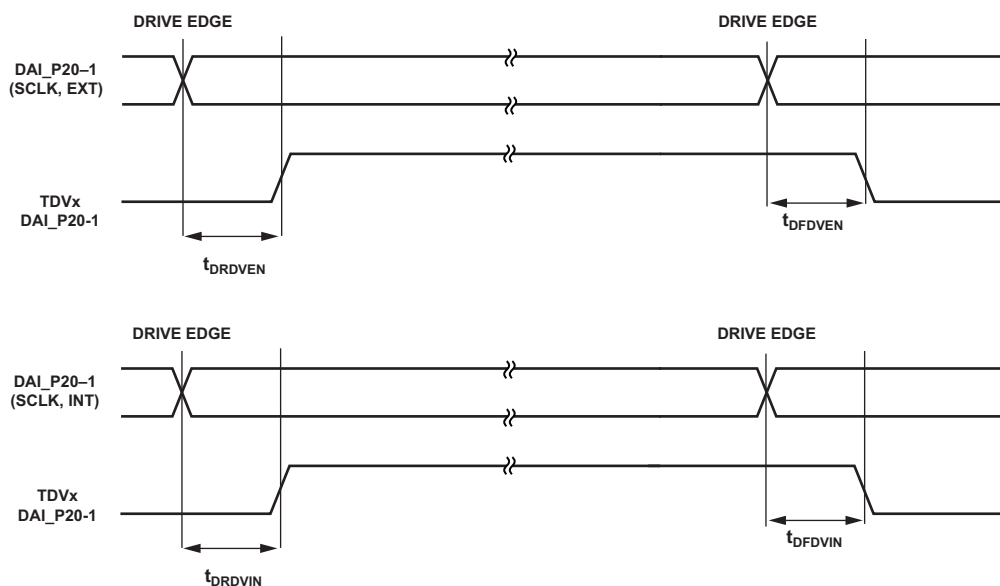 DRIVE EDGE
DRIVE EDGE
DAI_P20–1
(SCLK, EXT)
TDVx
DAI_P20-1
tDRDVEN
tDFDVEN
DRIVE EDGE
DRIVE EDGE
DAI_P20–1
(SCLK, INT)
TDVx
DAI_P20-1
tDRDVIN
tDFDVIN